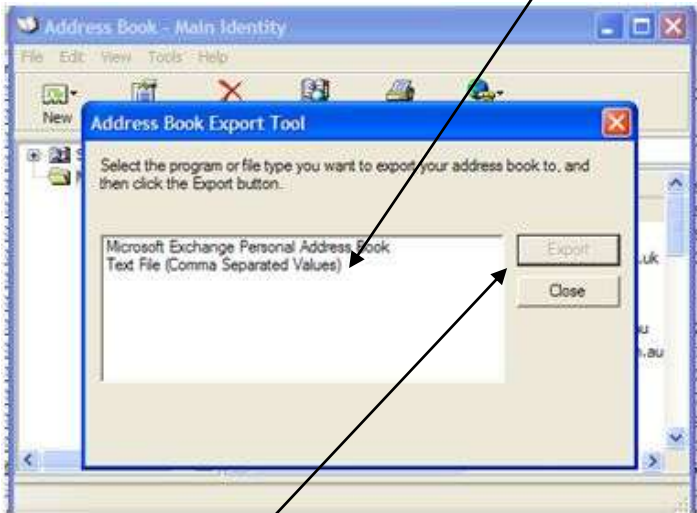 Address Book - Main Identity
File Edit View Tools Help
New
Address Book Export Tool
Select the program or file type you want to export your address book to, and
then click the Export button.
Microsoft Exchange Personal Address Book
Text File (Comma Separated Values)
Export
Close
.uk
.au